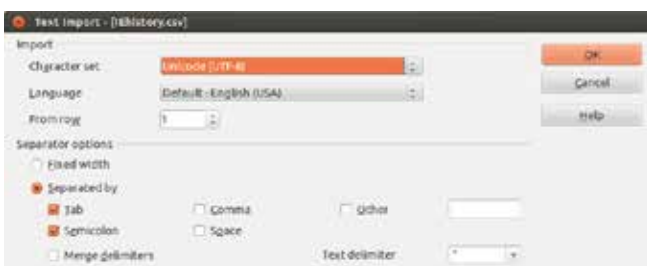 Text Import - [IEhistory.csv]
Import
Character set Unicode (UTF-8)
OK
Language Default - English (USA)
Cancel
From row 1
Help
Separator options
Fixed width
Separated by
Tab Comma Other
Semicolon Space
Merge delimiters Text delimiter "